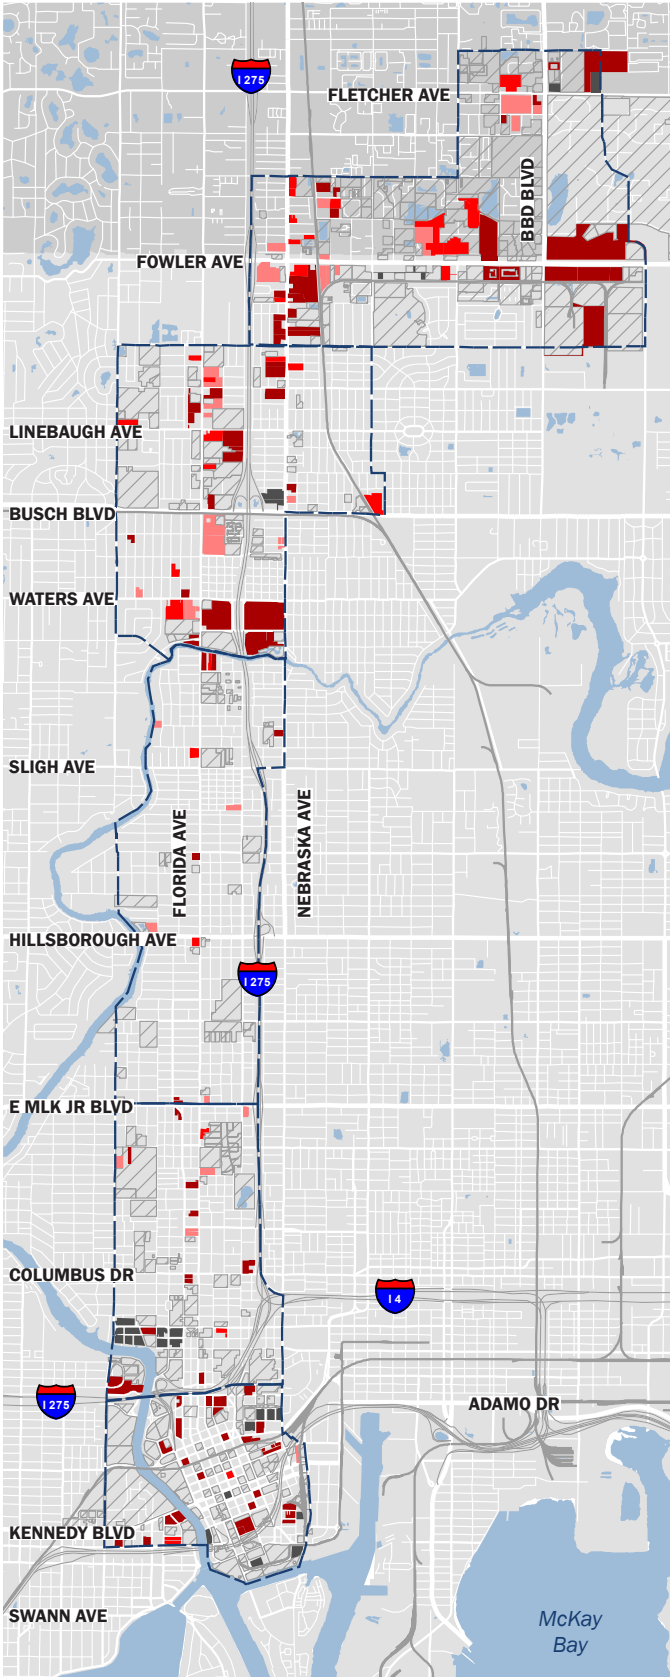 I 275
FLETCHER AVE
BBD BLVD
FOWLER AVE
LINEBAUGH AVE
BUSCH BLVD
WATERS AVE
SLIGH AVE
FLORIDA AVE
NEBRASKA AVE
HILLSBOROUGH AVE
I 275
E MLK JR BLVD
COLUMBUS DR
I 4
I 275
ADAMO DR
KENNEDY BLVD
SWANN AVE
McKay
Bay